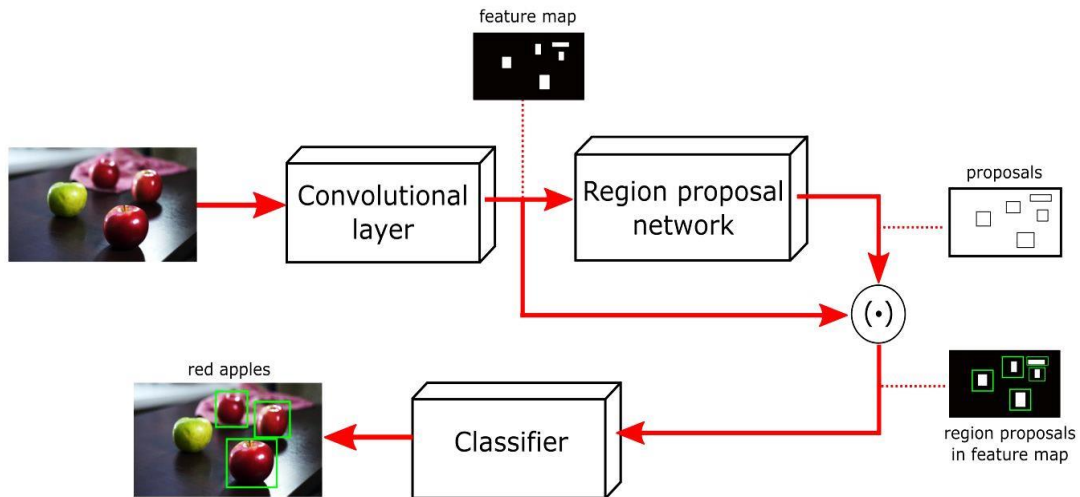 feature map
Convolutional
layer
Region proposal
network
proposals
(•)
red apples
Classifier
region proposals
in feature map